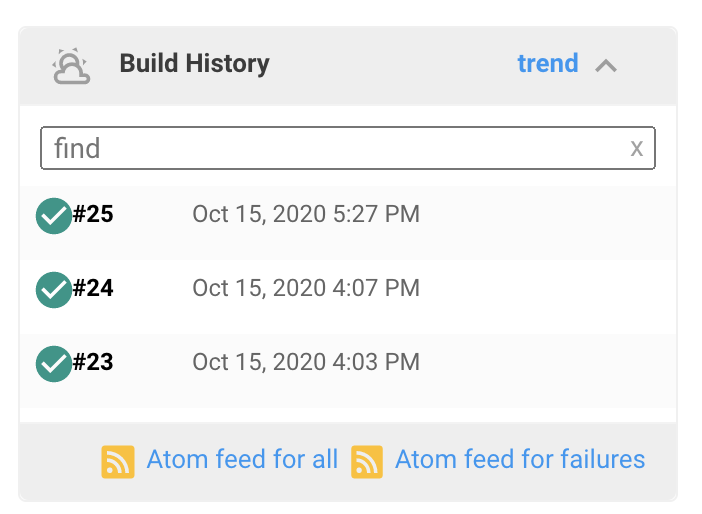 Build History trend
find x
#25 Oct 15, 2020 5:27 PM
#24 Oct 15, 2020 4:07 PM
#23 Oct 15, 2020 4:03 PM
Atom feed for all Atom feed for failures